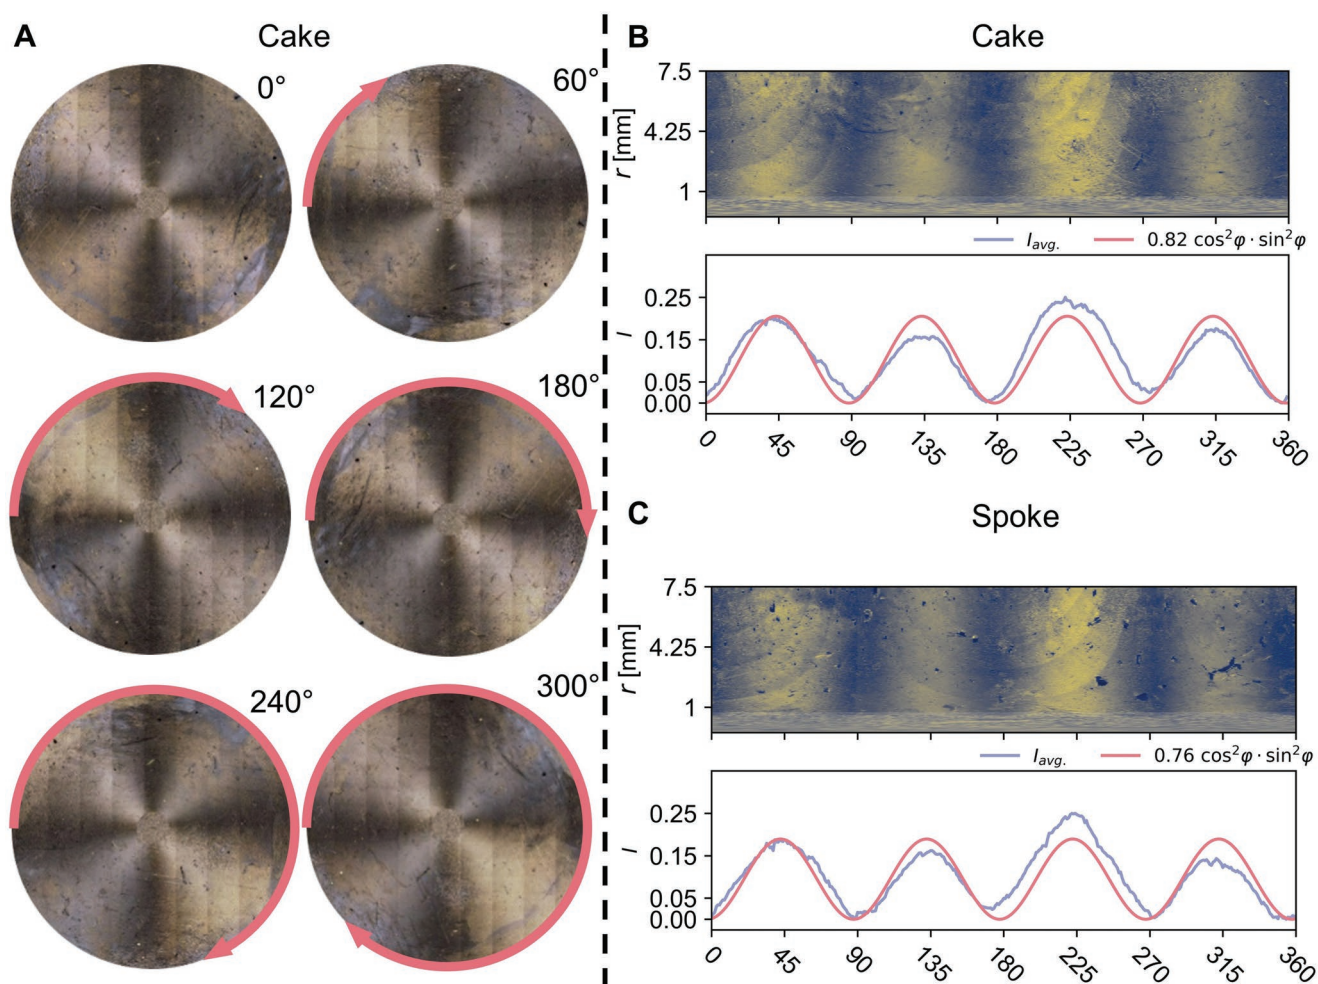 A
Cake
0°
60°
120°
180°
240°
300°
B
Cake
7.5
4.25
1
r [mm]
I_avg.
0.82 cos²φ · sin²φ
0.25
0.15
0.05
0.00
I
0 45 90 135 180 225 270 315 360
C
Spoke
7.5
4.25
1
r [mm]
I_avg.
0.76 cos²φ · sin²φ
0.25
0.15
0.05
0.00
I
0 45 90 135 180 225 270 315 360